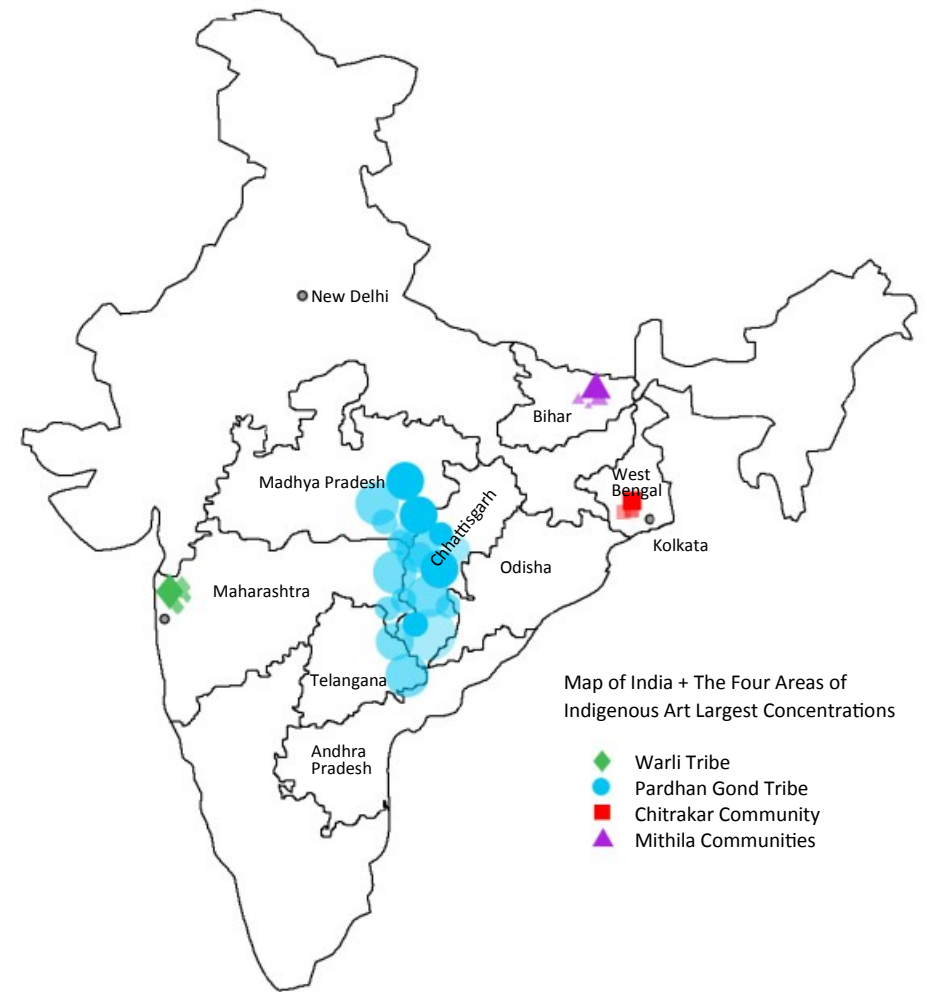 New Delhi
Bihar
Madhya Pradesh
West
Bengal
Chhattisgarh
Kolkata
Odisha
Maharashtra
Telangana
Map of India + The Four Areas of
Indigenous Art Largest Concentrations
Andhra
Pradesh
Warli Tribe
Pardhan Gond Tribe
Chitrakar Community
Mithila Communities